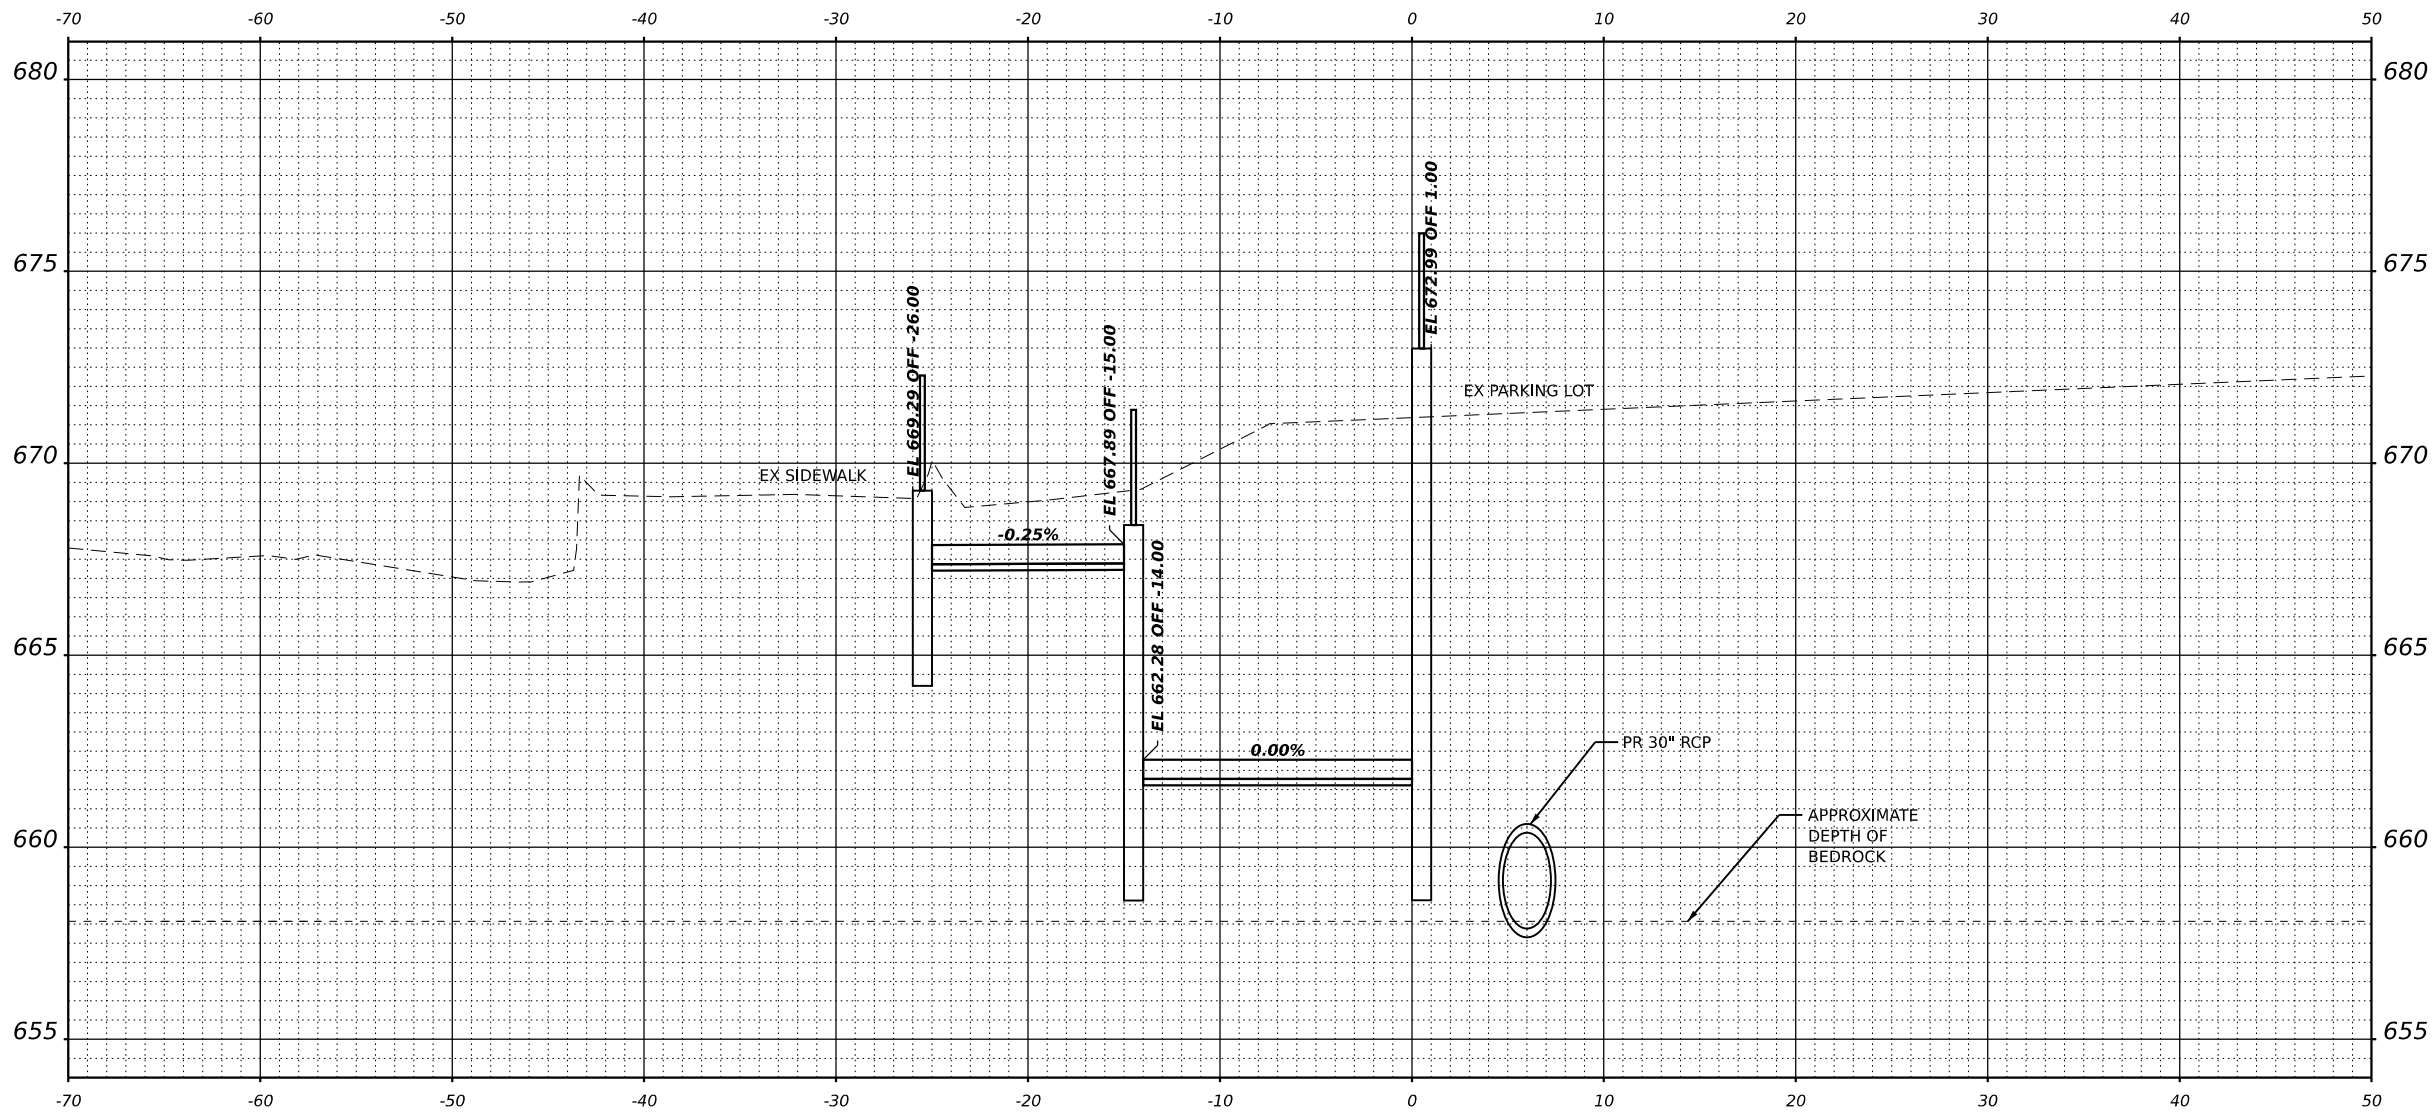 -70 -60 -50 -40 -30 -20 -10 0 10 20 30 40 50
680 680
EL 672.99 OFF 1.00
675 675
EL 669.29 OFF -26.00
EL 667.89 OFF -15.00
EX PARKING LOT
670 670
EX SIDEWALK
-0.25%
EL 662.28 OFF -14.00
665 665
PR 30" RCP
0.00%
APPROXIMATE
DEPTH OF
BEDROCK
660 660
655 655
-70 -60 -50 -40 -30 -20 -10 0 10 20 30 40 50